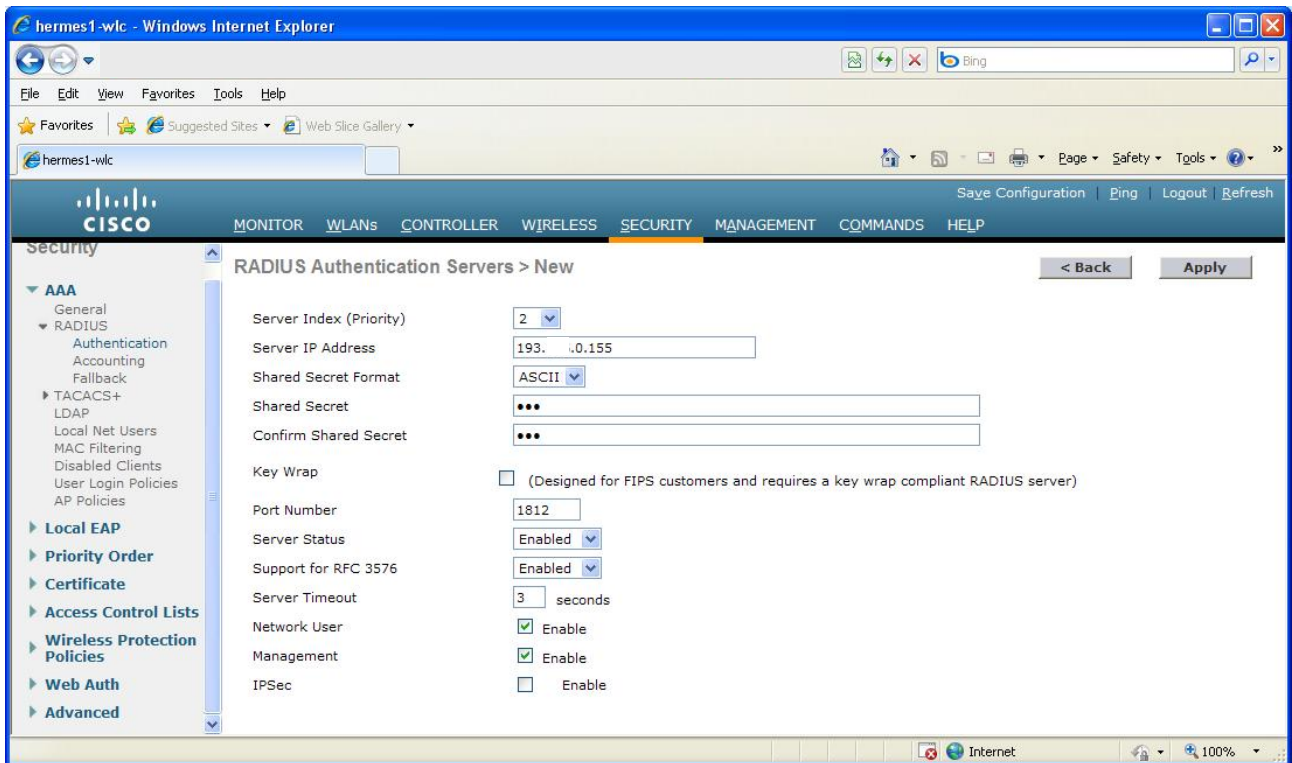 hermes1-wlc - Windows Internet Explorer
Bing
File Edit View Favorites Tools Help
Favorites Suggested Sites Web Slice Gallery
hermes1-wlc Page Safety Tools »
Save Configuration | Ping | Logout | Refresh
CISCO MONITOR WLANs CONTROLLER WIRELESS SECURITY MANAGEMENT COMMANDS HELP
Security
AAA
General
RADIUS
Authentication
Accounting
Fallback
TACACS+
LDAP
Local Net Users
MAC Filtering
Disabled Clients
User Login Policies
AP Policies
Local EAP
Priority Order
Certificate
Access Control Lists
Wireless Protection
Policies
Web Auth
Advanced
RADIUS Authentication Servers > New < Back Apply
Server Index (Priority) 2
Server IP Address 193. .0.155
Shared Secret Format ASCII
Shared Secret •••
Confirm Shared Secret •••
Key Wrap (Designed for FIPS customers and requires a key wrap compliant RADIUS server)
Port Number 1812
Server Status Enabled
Support for RFC 3576 Enabled
Server Timeout 3 seconds
Network User Enable
Management Enable
IPSec Enable
Internet 100%